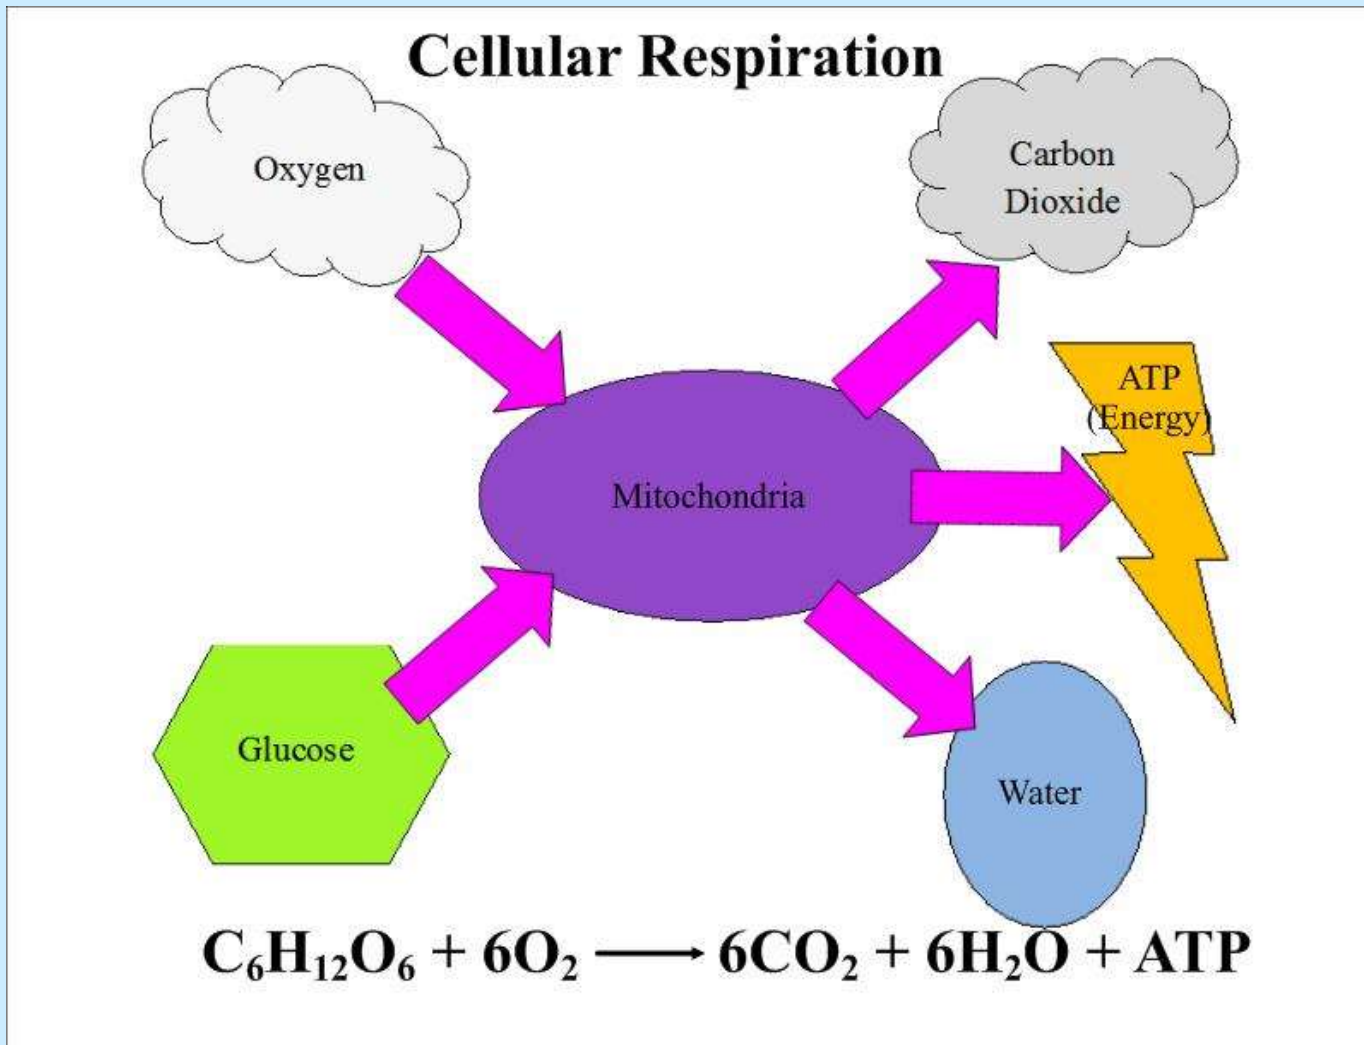 Cellular Respiration
Oxygen
Carbon
Dioxide
ATP
(Energy)
Mitochondria
Glucose
Water
C₆H₁₂O₆ + 6O₂ ⟶ 6CO₂ + 6H₂O + ATP